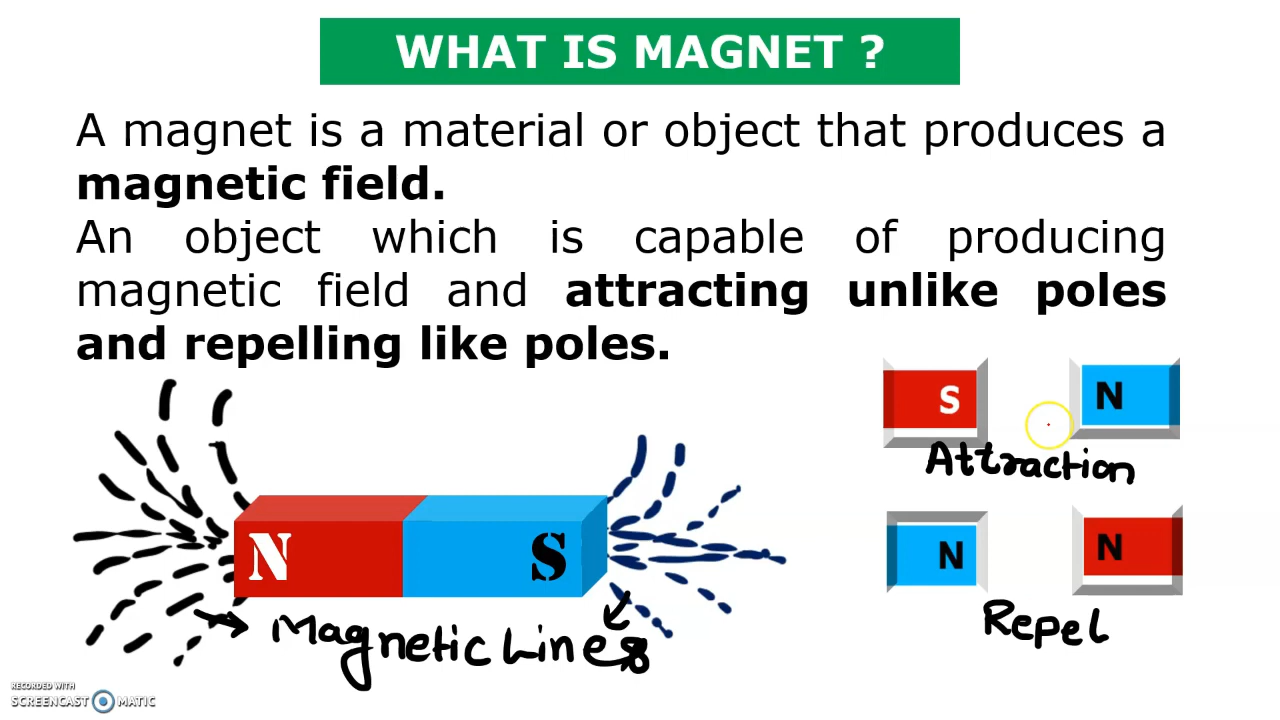 WHAT IS MAGNET ?
A magnet is a material or object that produces a
magnetic field.
An object which is capable of producing
magnetic field and attracting unlike poles
and repelling like poles.
S N
Attraction
N S
N N
Magnetic Lines
Repel
RECORDED WITH
SCREENCAST MATIC